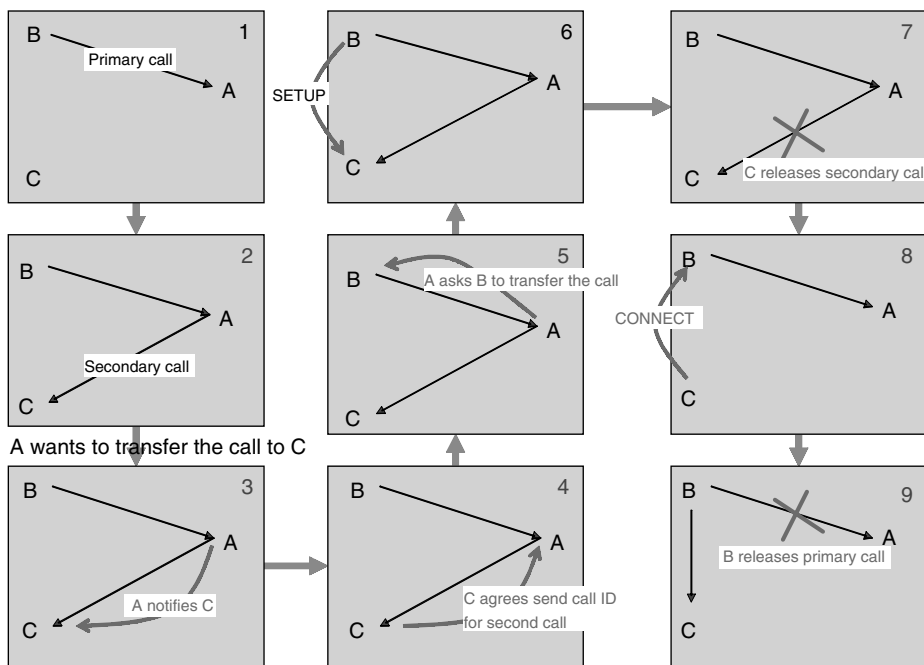 1
B
Primary call
A
C
2
B
A
Secondary call
C
A wants to transfer the call to C
3
B
A
A notifies C
C
4
B
A
C agrees send call ID
for second call
C
5
B
A asks B to transfer the call
A
C
6
B
A
SETUP
C
7
B
A
C releases secondary call
C
8
B
A
CONNECT
C
9
B
A
B releases primary call
C